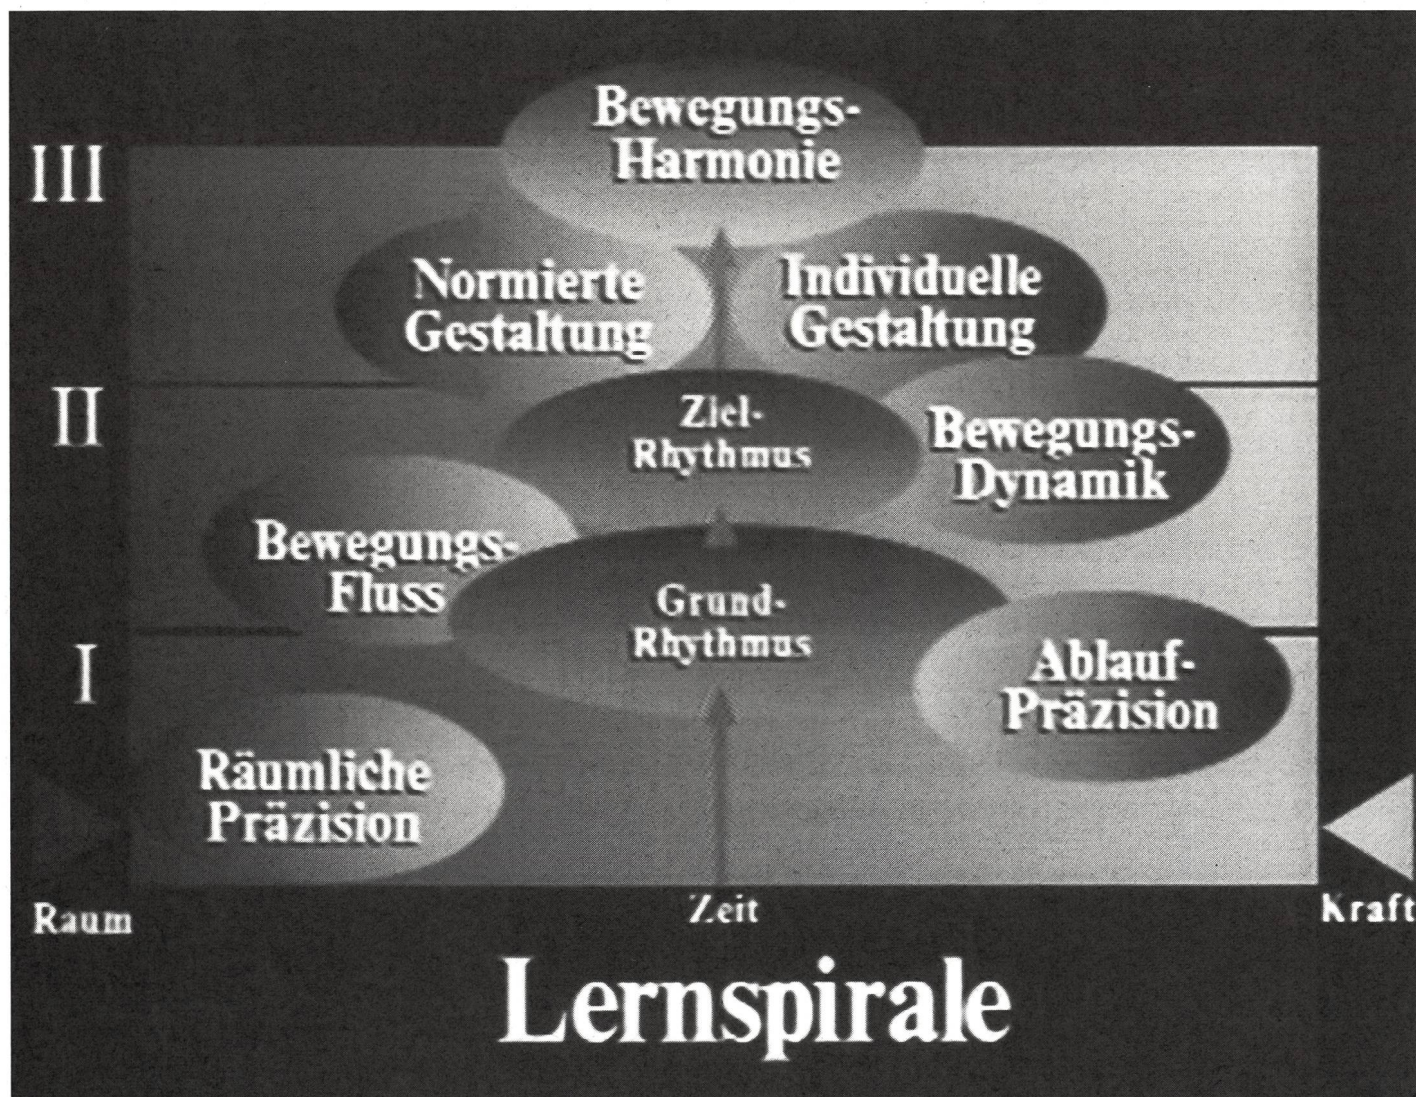 Bewegungs-
Harmonie
III
Normierte
Gestaltung
Individuelle
Gestaltung
II
Ziel-
Rhythmus
Bewegungs-
Dynamik
Bewegungs-
Fluss
Grund-
Rhythmus
I
Ablauf-
Präzision
Räumliche
Präzision
Raum
Zeit
Kraft
Lernspirale